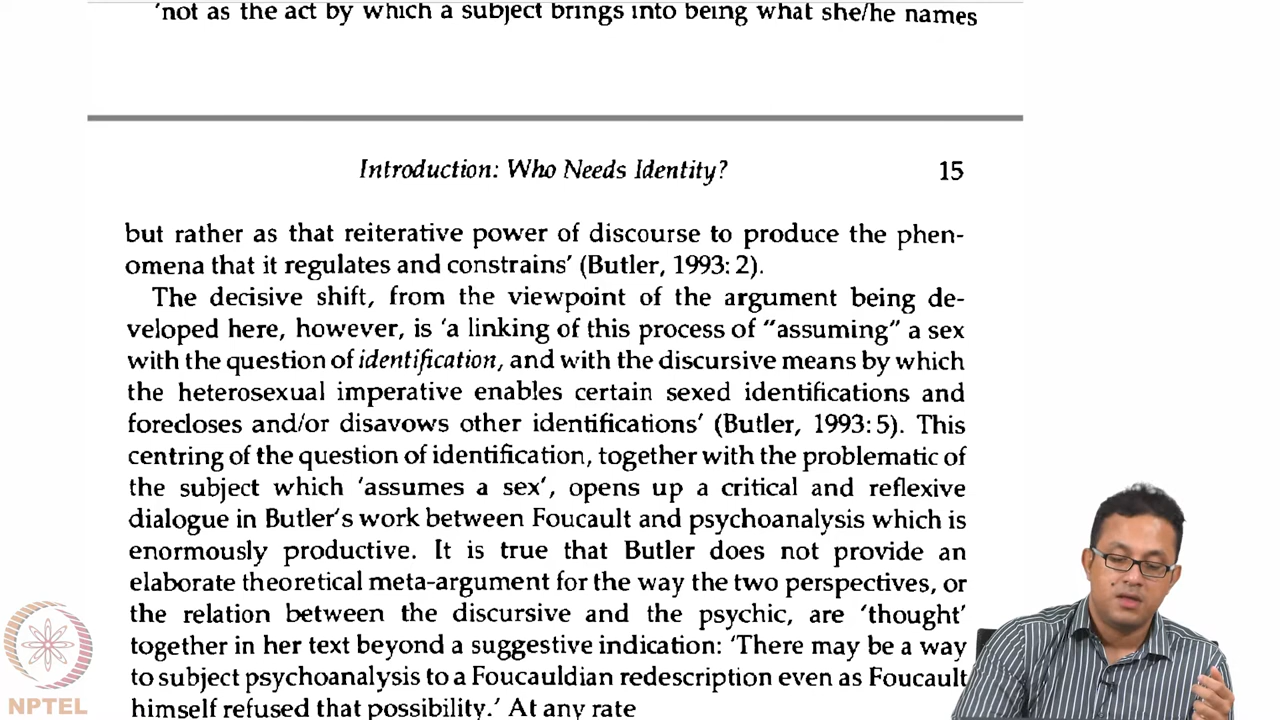 'not as the act by which a subject brings into being what she/he names
Introduction: Who Needs Identity?
15
but rather as that reiterative power of discourse to produce the phen-
omena that it regulates and constrains' (Butler, 1993: 2).
The decisive shift, from the viewpoint of the argument being de-
veloped here, however, is 'a linking of this process of "assuming" a sex
with the question of identification, and with the discursive means by which
the heterosexual imperative enables certain sexed identifications and
forecloses and/or disavows other identifications' (Butler, 1993: 5). This
centring of the question of identification, together with the problematic of
the subject which 'assumes a sex', opens up a critical and reflexive
dialogue in Butler's work between Foucault and psychoanalysis which is
enormously productive. It is true that Butler does not provide an
elaborate theoretical meta-argument for the way the two perspectives, or
the relation between the discursive and the psychic, are 'thought'
together in her text beyond a suggestive indication: 'There may be a way
to subject psychoanalysis to a Foucauldian redescription even as Foucault
himself refused that possibility.' At any rate
NPTEL